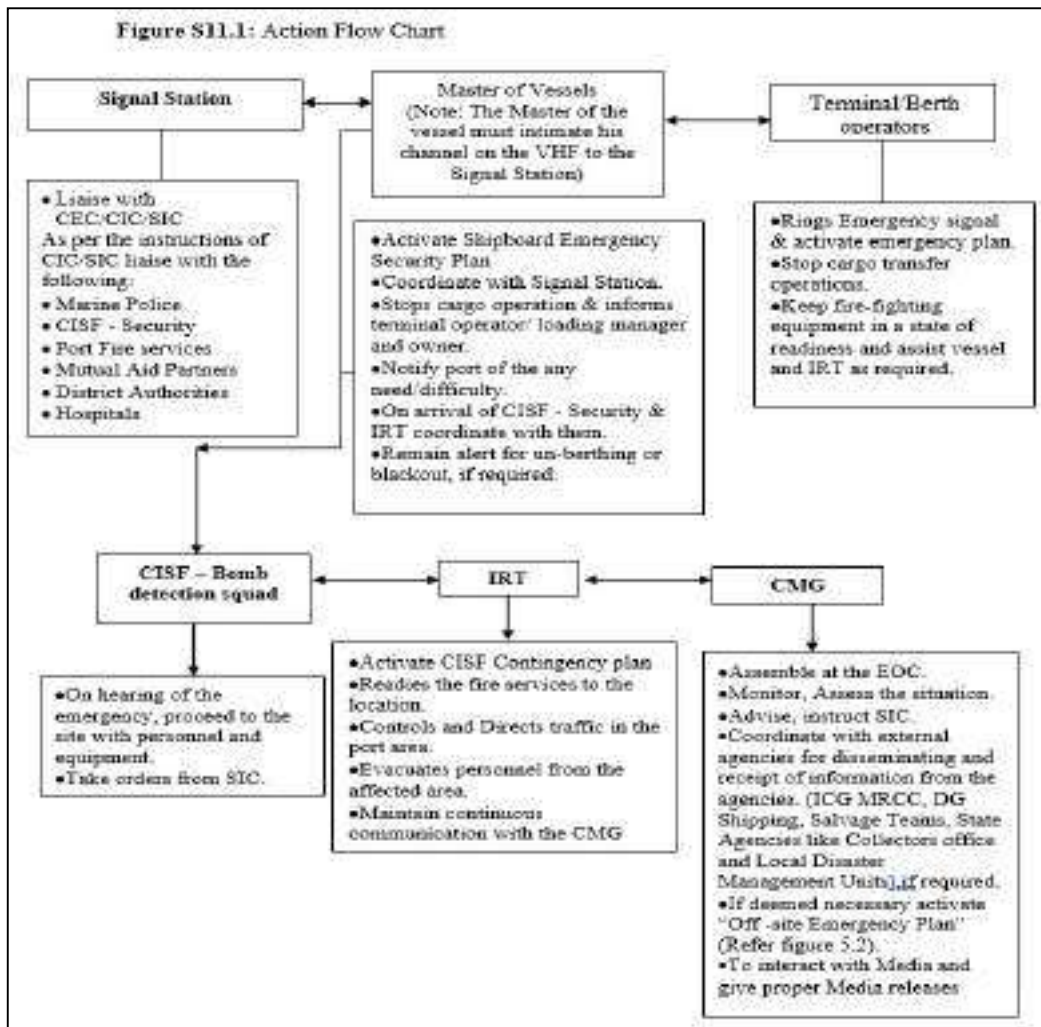 Figure S11.1: Action Flow Chart
Signal Station
Master of Vessels
(Note: The Master of the
vessel must intimate his
channel on the VHF to the
Signal Station)
Terminal/Berth
operators
• Liaise with
CEC/CIC/SIC
As per the instructions of
CIC/SIC liaise with the
following:
• Marine Police
• CISF - Security
• Port Fire services
• Mutual Aid Partners
• District Authorities
• Hospitals
•Activate Shipboard Emergency
Security Plan
•Coordinate with Signal Station.
•Stops cargo operation & informs
terminal operator/ loading manager
and owner.
•Notify port of the any
need/difficulty.
•On arrival of CISF - Security &
IRT coordinate with them.
•Remain alert for un-berthing or
blackout, if required.
•Rings Emergency signal
& activate emergency plan.
•Stop cargo transfer
operations.
•Keep fire-fighting
equipment in a state of
readiness and assist vessel
and IRT as required.
CISF – Bomb
detection squad
IRT
CMG
•On hearing of the
emergency, proceed to the
site with personnel and
equipment.
•Take orders from SIC.
•Activate CISF Contingency plan
•Readies the fire services to the
location.
•Controls and Directs traffic in the
port area.
•Evacuates personnel from the
affected area.
•Maintain continuous
communication with the CMG
•Assemble at the EOC.
•Monitor, Assess the situation.
•Advise, instruct SIC.
•Coordinate with external
agencies for disseminating and
receipt of information from the
agencies. (ICG MRCC, DG
Shipping, Salvage Teams, State
Agencies like Collectors office
and Local Disaster
Management Units),if required.
•If deemed necessary activate
"Off -site Emergency Plan"
(Refer figure 5.2).
•To interact with Media and
give proper Media releases